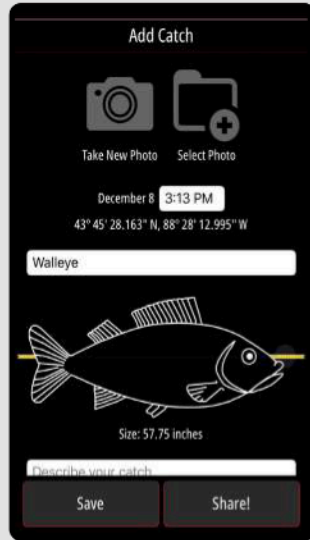 Add Catch
Take New Photo Select Photo
December 8 3:13 PM
43° 45' 28.163" N, 88° 28' 12.995" W
Walleye
Size: 57.75 inches
Describe your catch
Save Share!